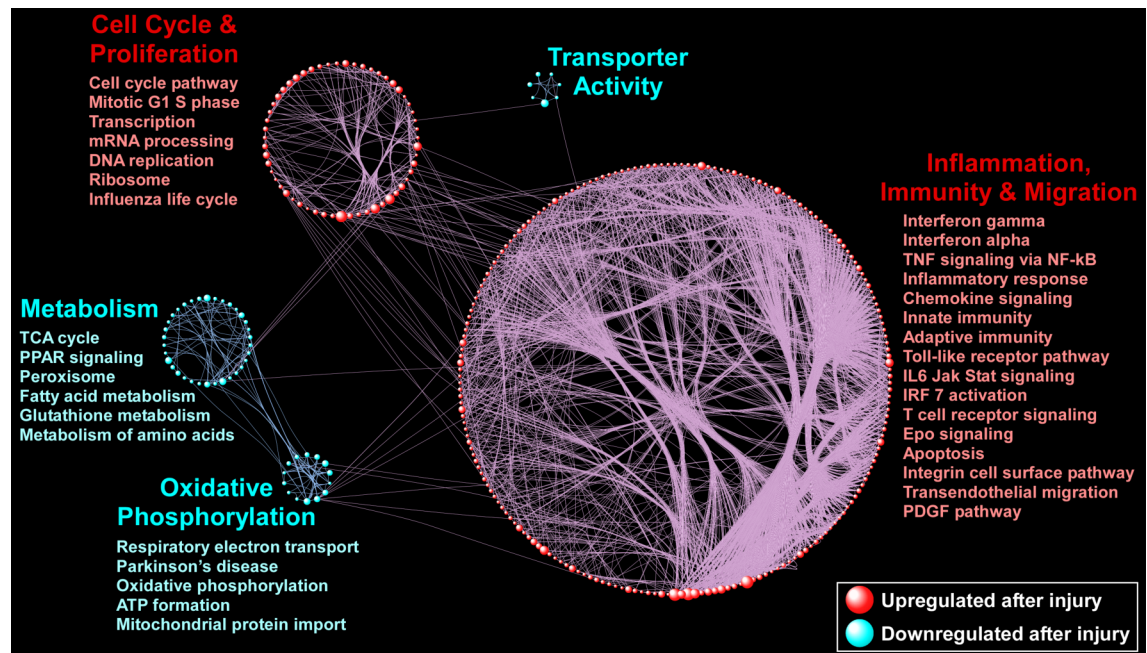 Cell Cycle &
Proliferation
Cell cycle pathway
Mitotic G1 S phase
Transcription
mRNA processing
DNA replication
Ribosome
Influenza life cycle
Transporter
Activity
Inflammation,
Immunity & Migration
Interferon gamma
Interferon alpha
TNF signaling via NF-kB
Inflammatory response
Chemokine signaling
Innate immunity
Adaptive immunity
Toll-like receptor pathway
IL6 Jak Stat signaling
IRF 7 activation
T cell receptor signaling
Epo signaling
Apoptosis
Integrin cell surface pathway
Transendothelial migration
PDGF pathway
Metabolism
TCA cycle
PPAR signaling
Peroxisome
Fatty acid metabolism
Glutathione metabolism
Metabolism of amino acids
Oxidative
Phosphorylation
Respiratory electron transport
Parkinson's disease
Oxidative phosphorylation
ATP formation
Mitochondrial protein import
Upregulated after injury
Downregulated after injury